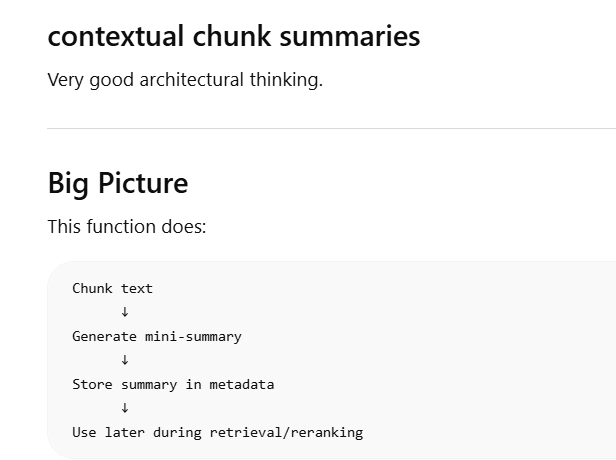 contextual chunk summaries
Very good architectural thinking.
Big Picture
This function does:
Chunk text
↓
Generate mini-summary
↓
Store summary in metadata
↓
Use later during retrieval/reranking